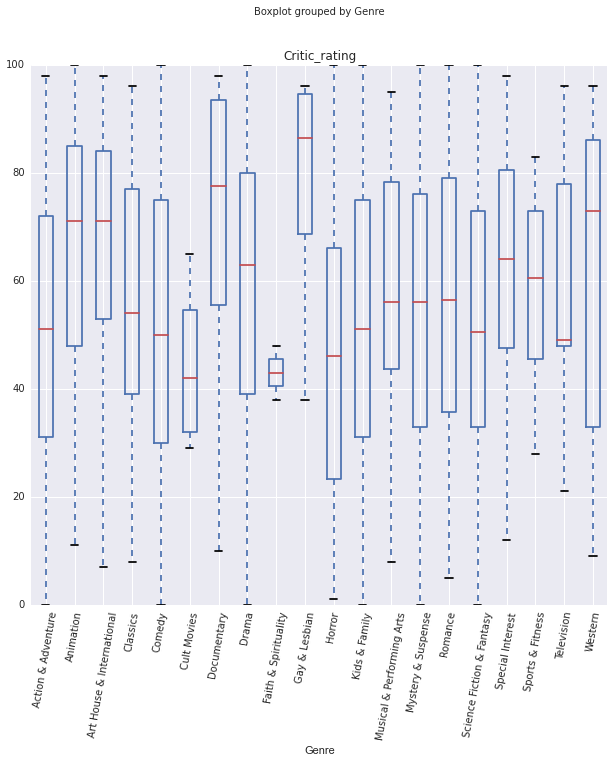 Boxplot grouped by Genre
Critic_rating
100
80
60
40
20
0
Action & Adventure
Animation
Art House & International
Classics
Comedy
Cult Movies
Documentary
Drama
Faith & Spirituality
Gay & Lesbian
Horror
Kids & Family
Musical & Performing Arts
Mystery & Suspense
Romance
Science Fiction & Fantasy
Special Interest
Sports & Fitness
Television
Western
Genre